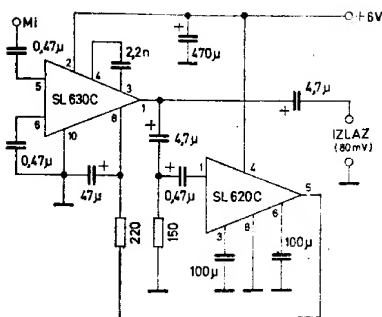 MI
+6V
0,47µ
2,2n
470µ
2
4
3
5
SL 630C
1
4,7µ
6
8
10
IZLAZ
(80mV)
4,7µ
0,47µ
47µ
0,47µ
1
4
SL 620C
5
3
8
6
220
150
100µ
100µ